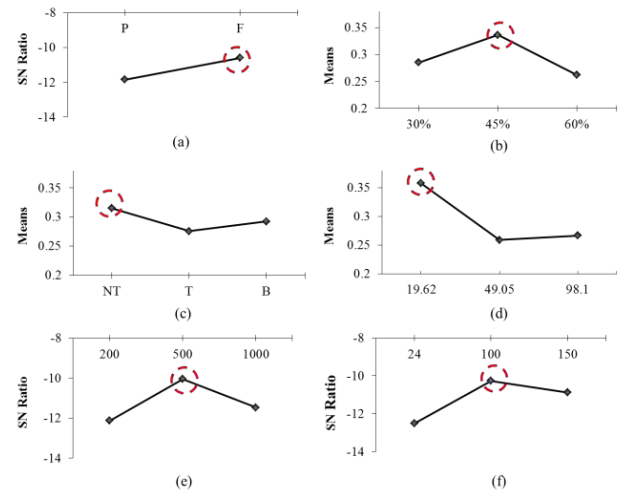 -8
-10
-12
-14
SN Ratio
P F
(a)
0.35
0.3
0.25
0.2
Means
30% 45% 60%
(b)
0.35
0.3
0.25
0.2
Means
NT T B
(c)
0.35
0.3
0.25
0.2
Means
19.62 49.05 98.1
(d)
-8
-10
-12
-14
SN Ratio
200 500 1000
(e)
-8
-10
-12
-14
SN Ratio
24 100 150
(f)